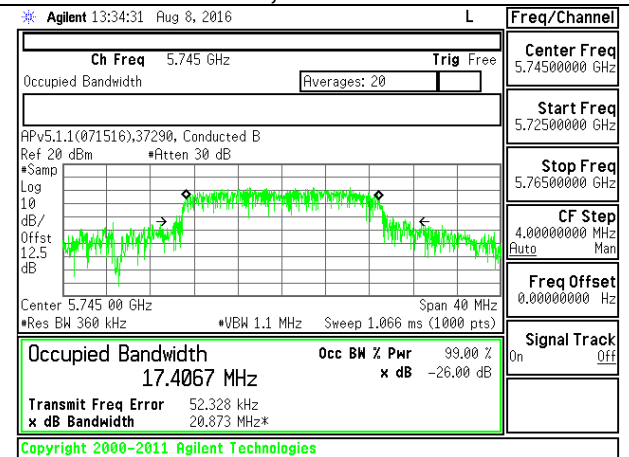 Agilent 13:34:31 Aug 8, 2016 L Freq/Channel
Ch Freq 5.745 GHz Trig Free
Occupied Bandwidth Averages: 20
Center Freq
5.74500000 GHz
Start Freq
5.72500000 GHz
APv5.1.1(071516),37290, Conducted B
Ref 20 dBm #Atten 30 dB
#Samp
Log
10
dB/
Offst
12.5
dB
Stop Freq
5.76500000 GHz
CF Step
4.00000000 MHz
Auto Man
Freq Offset
0.00000000 Hz
Center 5.745 00 GHz Span 40 MHz
#Res BW 360 kHz #VBW 1.1 MHz Sweep 1.066 ms (1000 pts)
Signal Track
On Off
Occupied Bandwidth Occ BW % Pwr 99.00 %
17.4067 MHz x dB -26.00 dB
Transmit Freq Error 52.328 kHz
x dB Bandwidth 20.873 MHz*
Copyright 2000-2011 Agilent Technologies